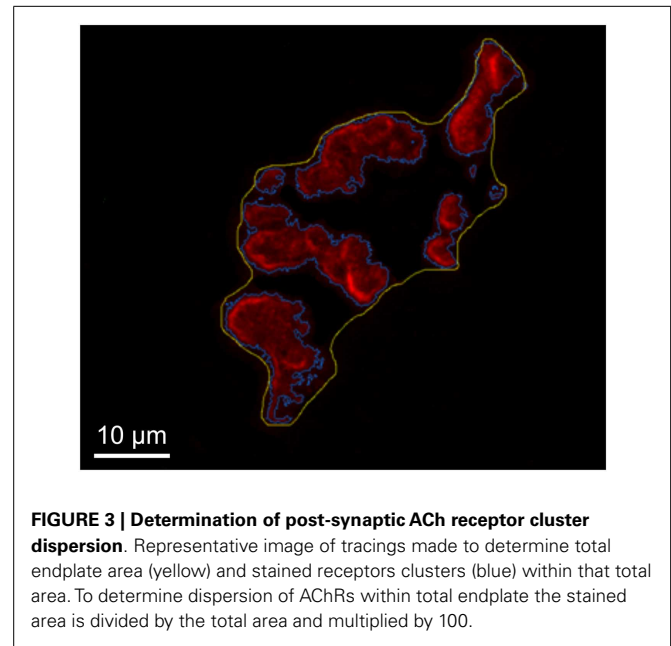 10 µm
FIGURE 3 | Determination of post-synaptic ACh receptor cluster
dispersion. Representative image of tracings made to determine total
endplate area (yellow) and stained receptors clusters (blue) within that total
area. To determine dispersion of AChRs within total endplate the stained
area is divided by the total area and multiplied by 100.